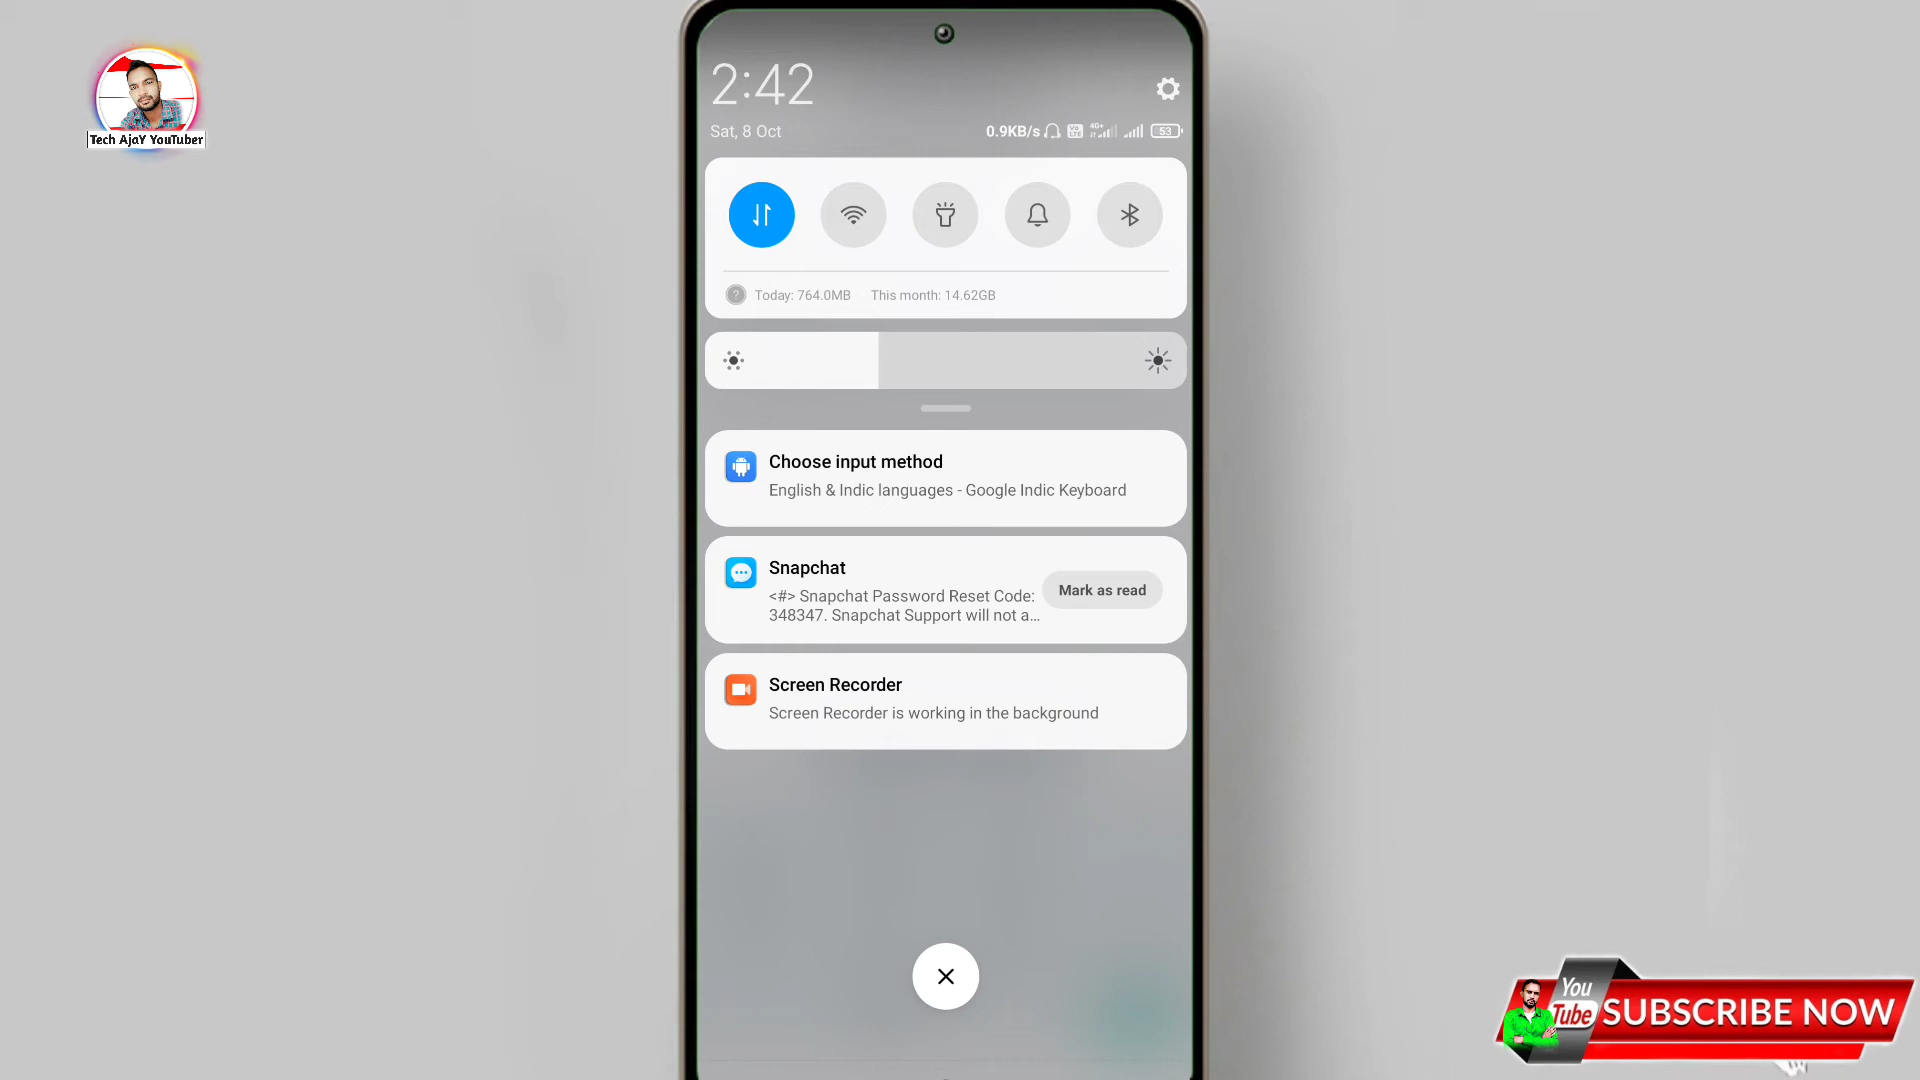 Tech AjaY YouTuber
2:42
Sat, 8 Oct
0.9KB/s
4G+
53
Today: 764.0MB This month: 14.62GB
Choose input method
English & Indic languages - Google Indic Keyboard
Snapchat
<#> Snapchat Password Reset Code:
348347. Snapchat Support will not a...
Mark as read
Screen Recorder
Screen Recorder is working in the background
You
Tube
SUBSCRIBE NOW